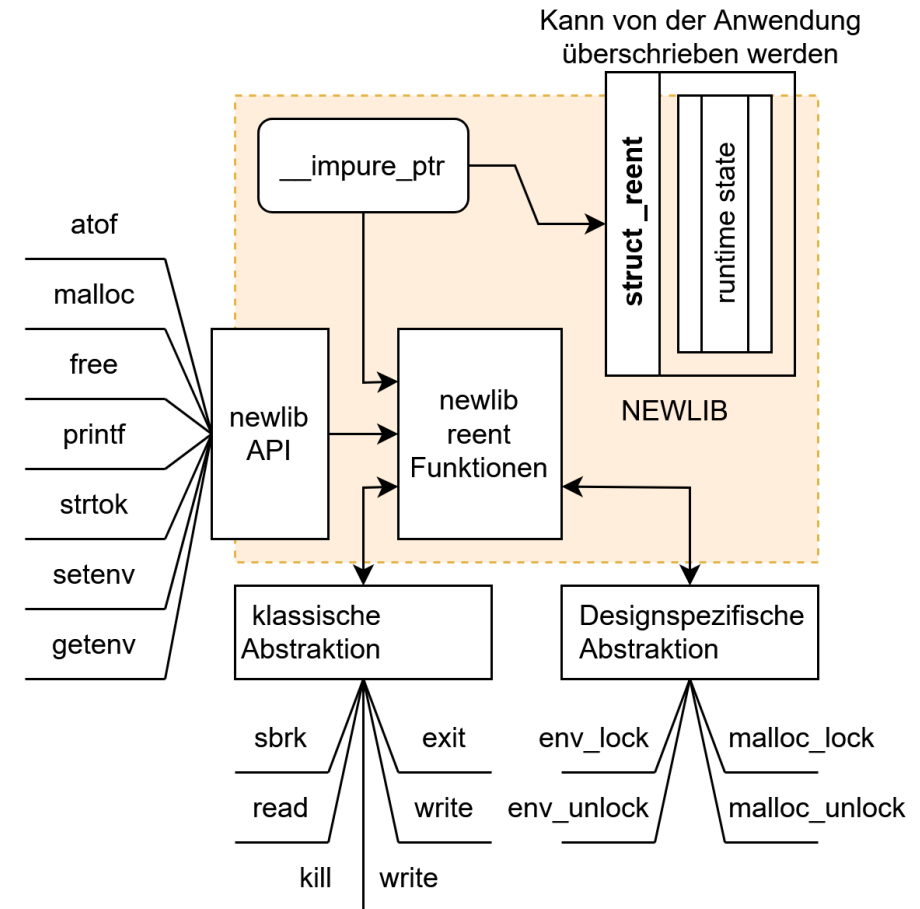 Kann von der Anwendung
überschrieben werden
__impure_ptr
struct _reent
runtime state
NEWLIB
atof
malloc
free
printf
strtok
setenv
getenv
newlib
API
newlib
reent
Funktionen
klassische
Abstraktion
Designspezifische
Abstraktion
sbrk
exit
read
write
kill
write
env_lock
malloc_lock
env_unlock
malloc_unlock